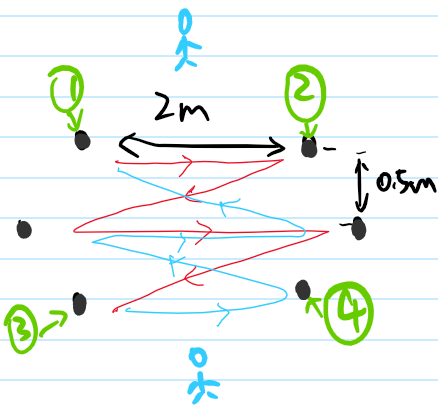 ① ②
2m
0.5m
③ ④